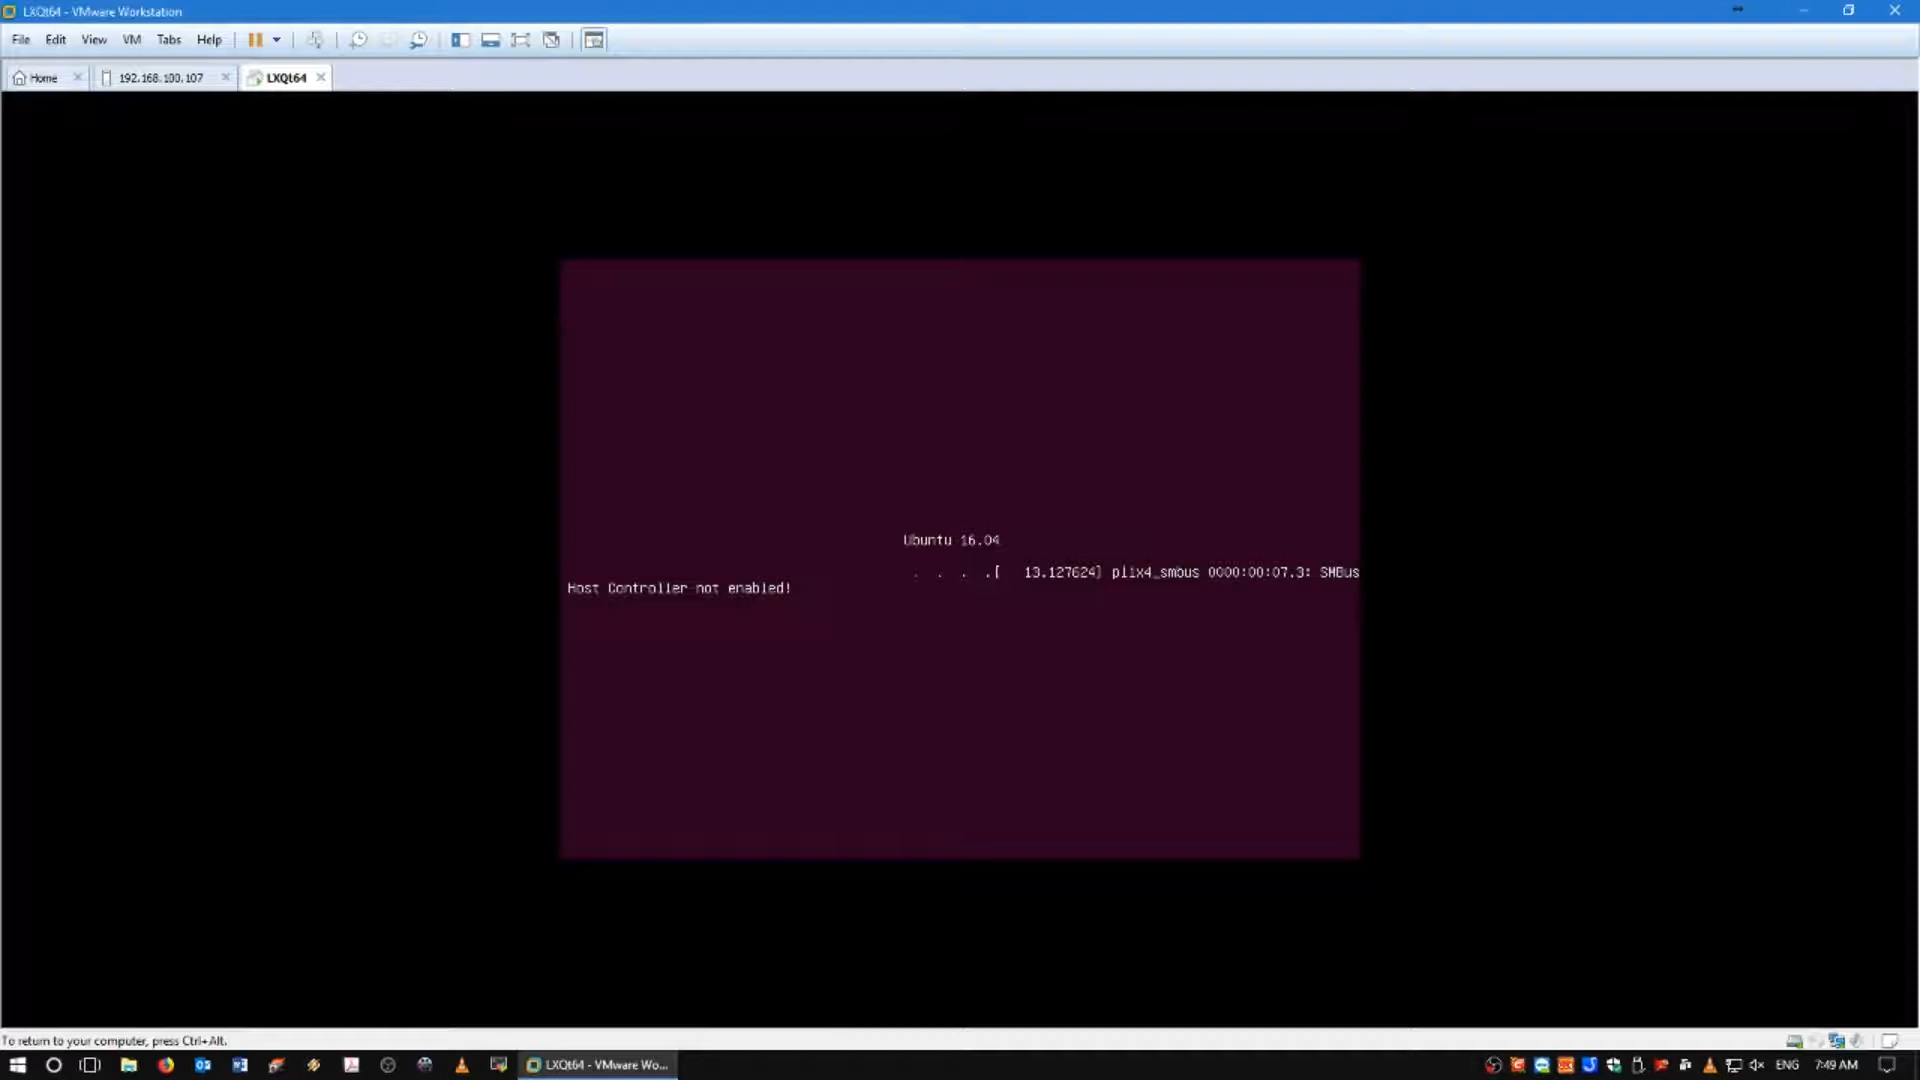 LXQt64 - VMware Workstation
File Edit View VM Tabs Help
Home 192.168.100.107 LXQt64
Ubuntu 16.04
. . . .[ 13.127624] piix4_smbus 0000:00:07.3: SMBus
Host Controller not enabled!
To return to your computer, press Ctrl+Alt.
LXQt64 - VMware Wo... ENG 7:49 AM